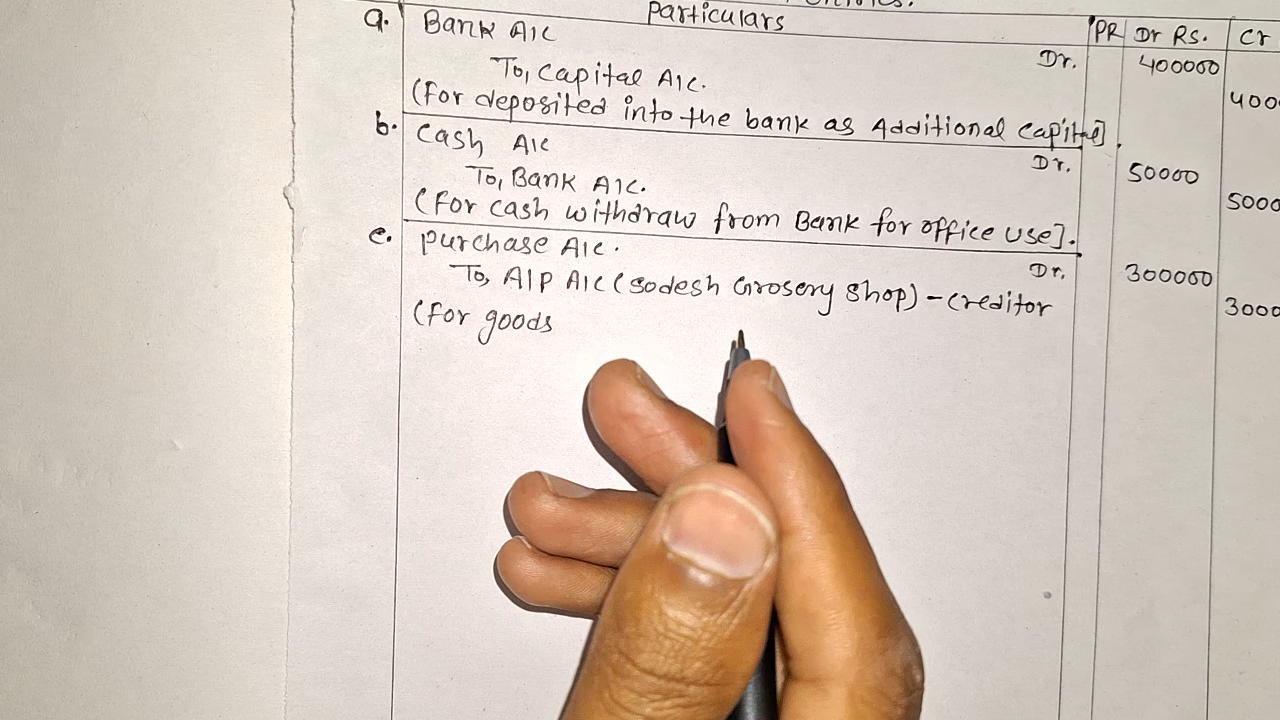 Particulars PR Dr Rs. Cr
a. Bank A/c Dr. 400000
To, Capital A/c. 400
(For deposited into the bank as Additional Capital].
b. Cash A/c Dr. 50000
To, Bank A/c. 5000
(For cash withdraw from Bank for office use].
c. Purchase A/c. Dr. 300000
To, A/P A/c (Sodesh Grosery Shop) - Creditor 3000
(For goods